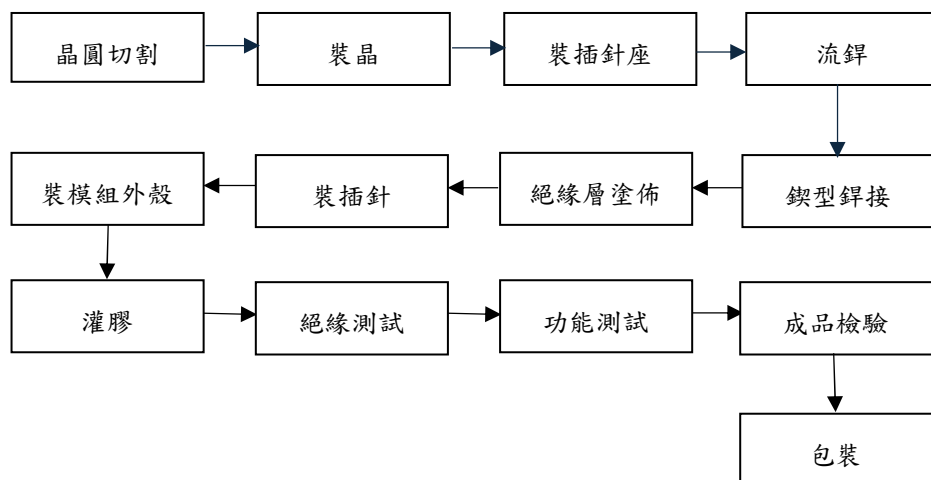 晶圓切割
裝晶
裝插針座
流銲
鍥型銲接
絕緣層塗佈
裝插針
裝模組外殼
灌膠
絕緣測試
功能測試
成品檢驗
包裝